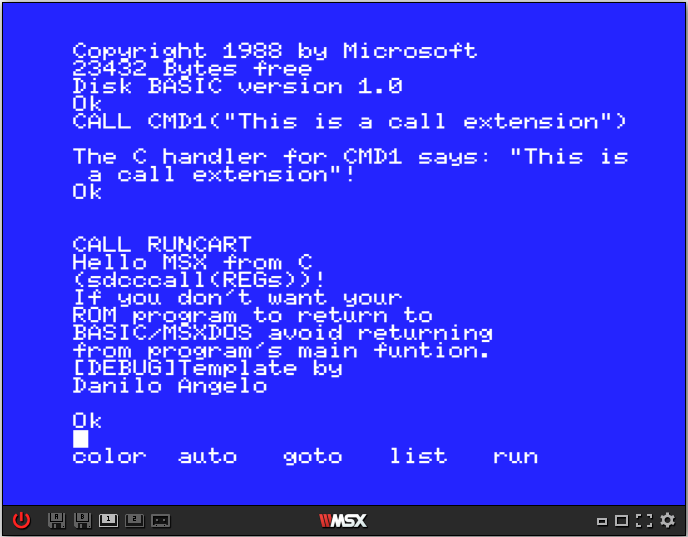 Copyright 1988 by Microsoft
23432 Bytes free
Disk BASIC version 1.0
Ok
CALL CMD1("This is a call extension")
The C handler for CMD1 says: "This is
a call extension"!
Ok
CALL RUNCART
Hello MSX from C
(sdcccall(REGs))!
If you don't want your
ROM program to return to
BASIC/MSXDOS avoid returning
from program's main funtion.
[DEBUG]Template by
Danilo Angelo
Ok
color auto goto list run
A B 1 2
WMSX